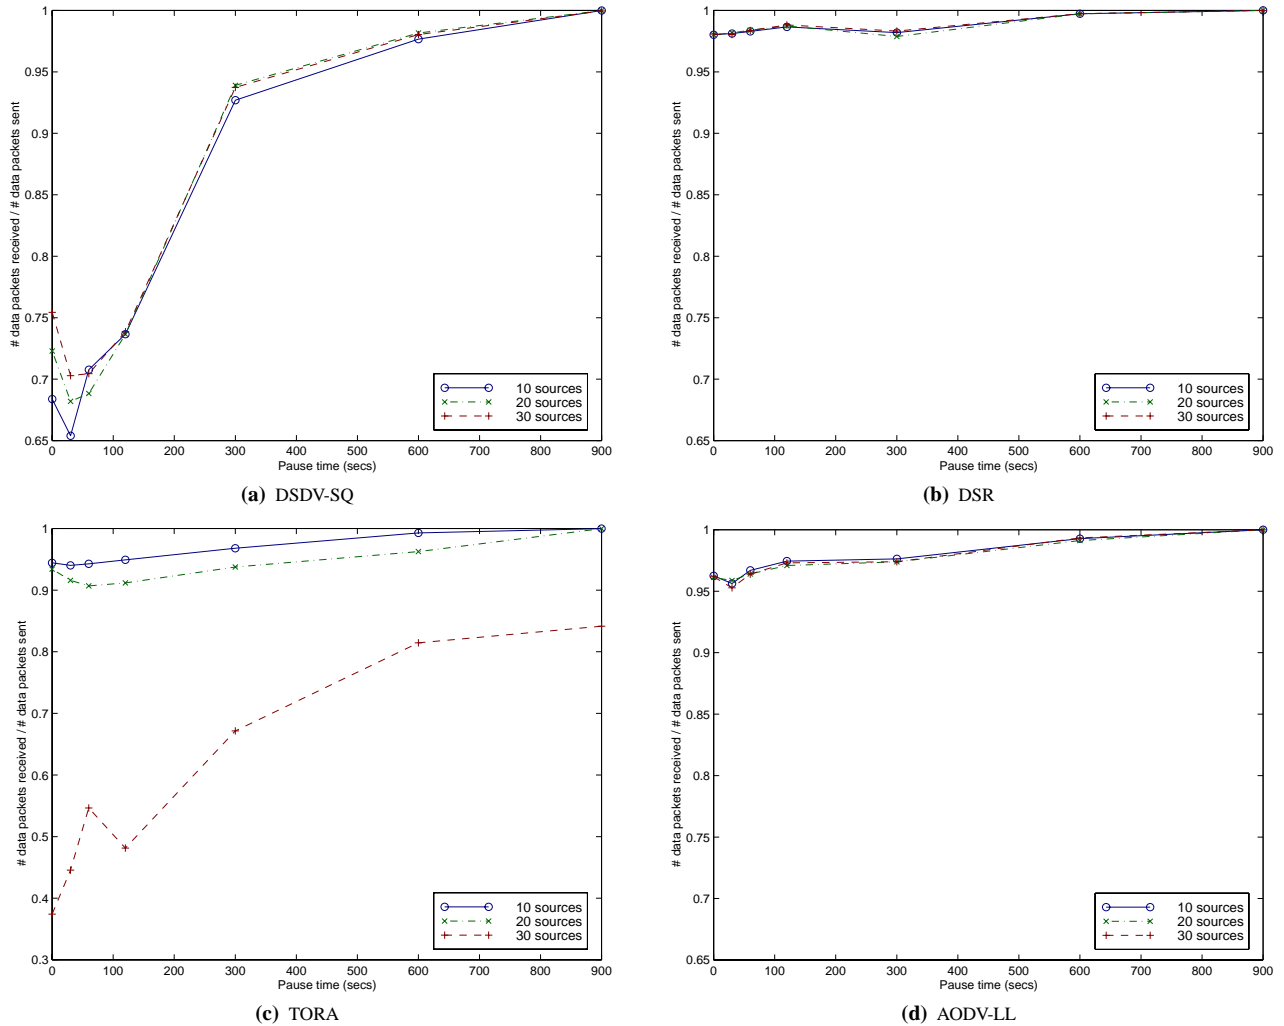 # data packets received / # data packets sent
1
0.95
0.9
0.85
0.8
0.75
0.7
0.65
0 100 200 300 400 500 600 700 800 900
Pause time (secs)
10 sources
20 sources
30 sources
(a) DSDV-SQ
# data packets received / # data packets sent
1
0.95
0.9
0.85
0.8
0.75
0.7
0.65
0 100 200 300 400 500 600 700 800 900
Pause time (secs)
10 sources
20 sources
30 sources
(b) DSR
# data packets received / # data packets sent
1
0.9
0.8
0.7
0.6
0.5
0.4
0.3
0 100 200 300 400 500 600 700 800 900
Pause time (secs)
10 sources
20 sources
30 sources
(c) TORA
# data packets received / # data packets sent
1
0.95
0.9
0.85
0.8
0.75
0.7
0.65
0 100 200 300 400 500 600 700 800 900
Pause time (secs)
10 sources
20 sources
30 sources
(d) AODV-LL